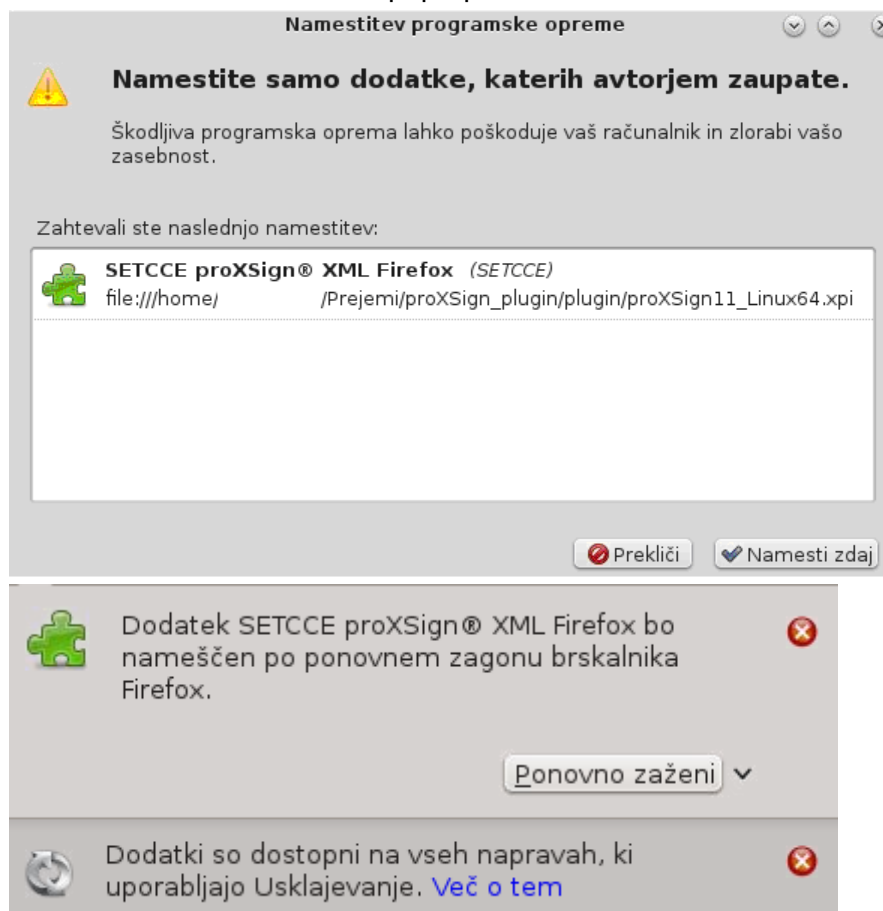 Namestitev programske opreme
Namestite samo dodatke, katerih avtorjem zaupate.
Škodljiva programska oprema lahko poškoduje vaš računalnik in zlorabi vašo
zasebnost.
Zahtevali ste naslednjo namestitev:
SETCCE proXSign® XML Firefox (SETCCE)
file:///home/ /Prejemi/proXSign_plugin/plugin/proXSign11_Linux64.xpi
Prekliči Namesti zdaj
Dodatek SETCCE proXSign® XML Firefox bo
nameščen po ponovnem zagonu brskalnika
Firefox.
Ponovno zaženi
Dodatki so dostopni na vseh napravah, ki
uporabljajo Usklajevanje. Več o tem